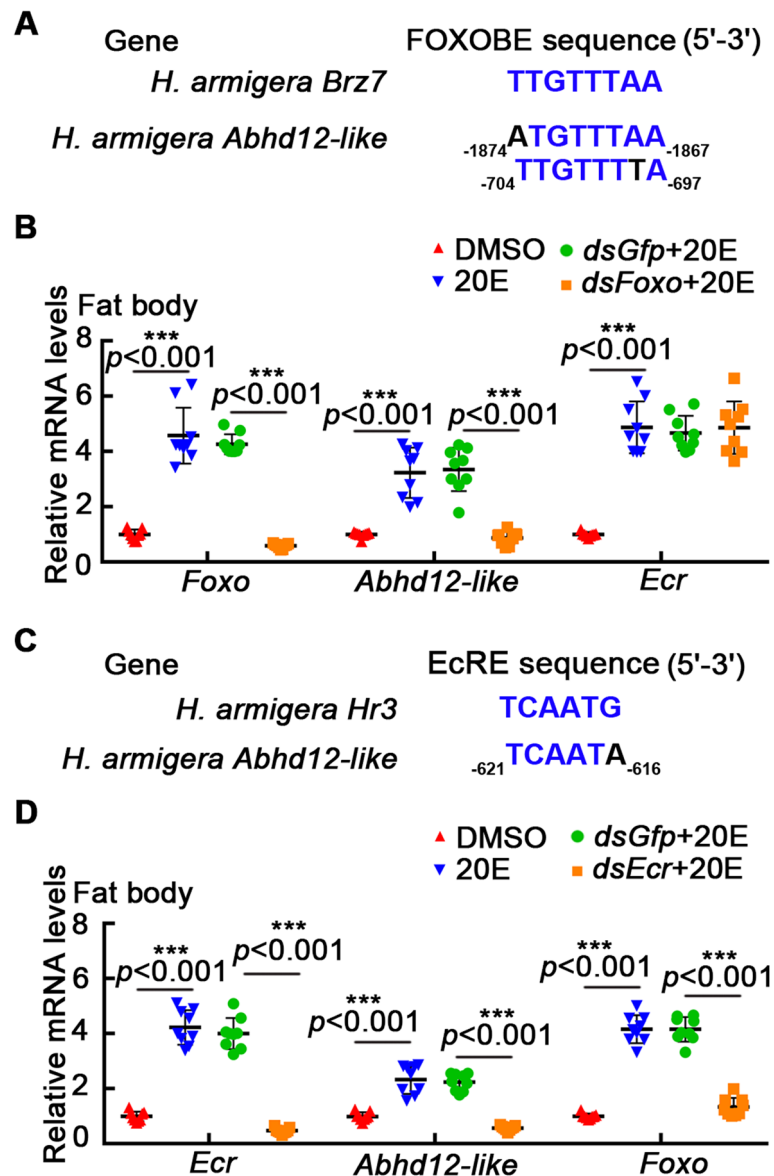 A
Gene FOXOBE sequence (5'-3')
H. armigera Brz7 TTGTTTAA
H. armigera Abhd12-like -1874ATGTTTAA-1867
-704TTGTTTTA-697
B
DMSO dsGfp+20E
20E dsFoxo+20E
Fat body
Relative mRNA levels
8
6
4
2
0
***
p<0.001
***
p<0.001
***
p<0.001
***
p<0.001
***
p<0.001
Foxo Abhd12-like Ecr
C
Gene EcRE sequence (5'-3')
H. armigera Hr3 TCAATG
H. armigera Abhd12-like -621TCAATA-616
D
DMSO dsGfp+20E
20E dsEcr+20E
Fat body
Relative mRNA levels
8
6
4
2
0
***
p<0.001
***
p<0.001
***
p<0.001
***
p<0.001
***
p<0.001
***
p<0.001
Ecr Abhd12-like Foxo